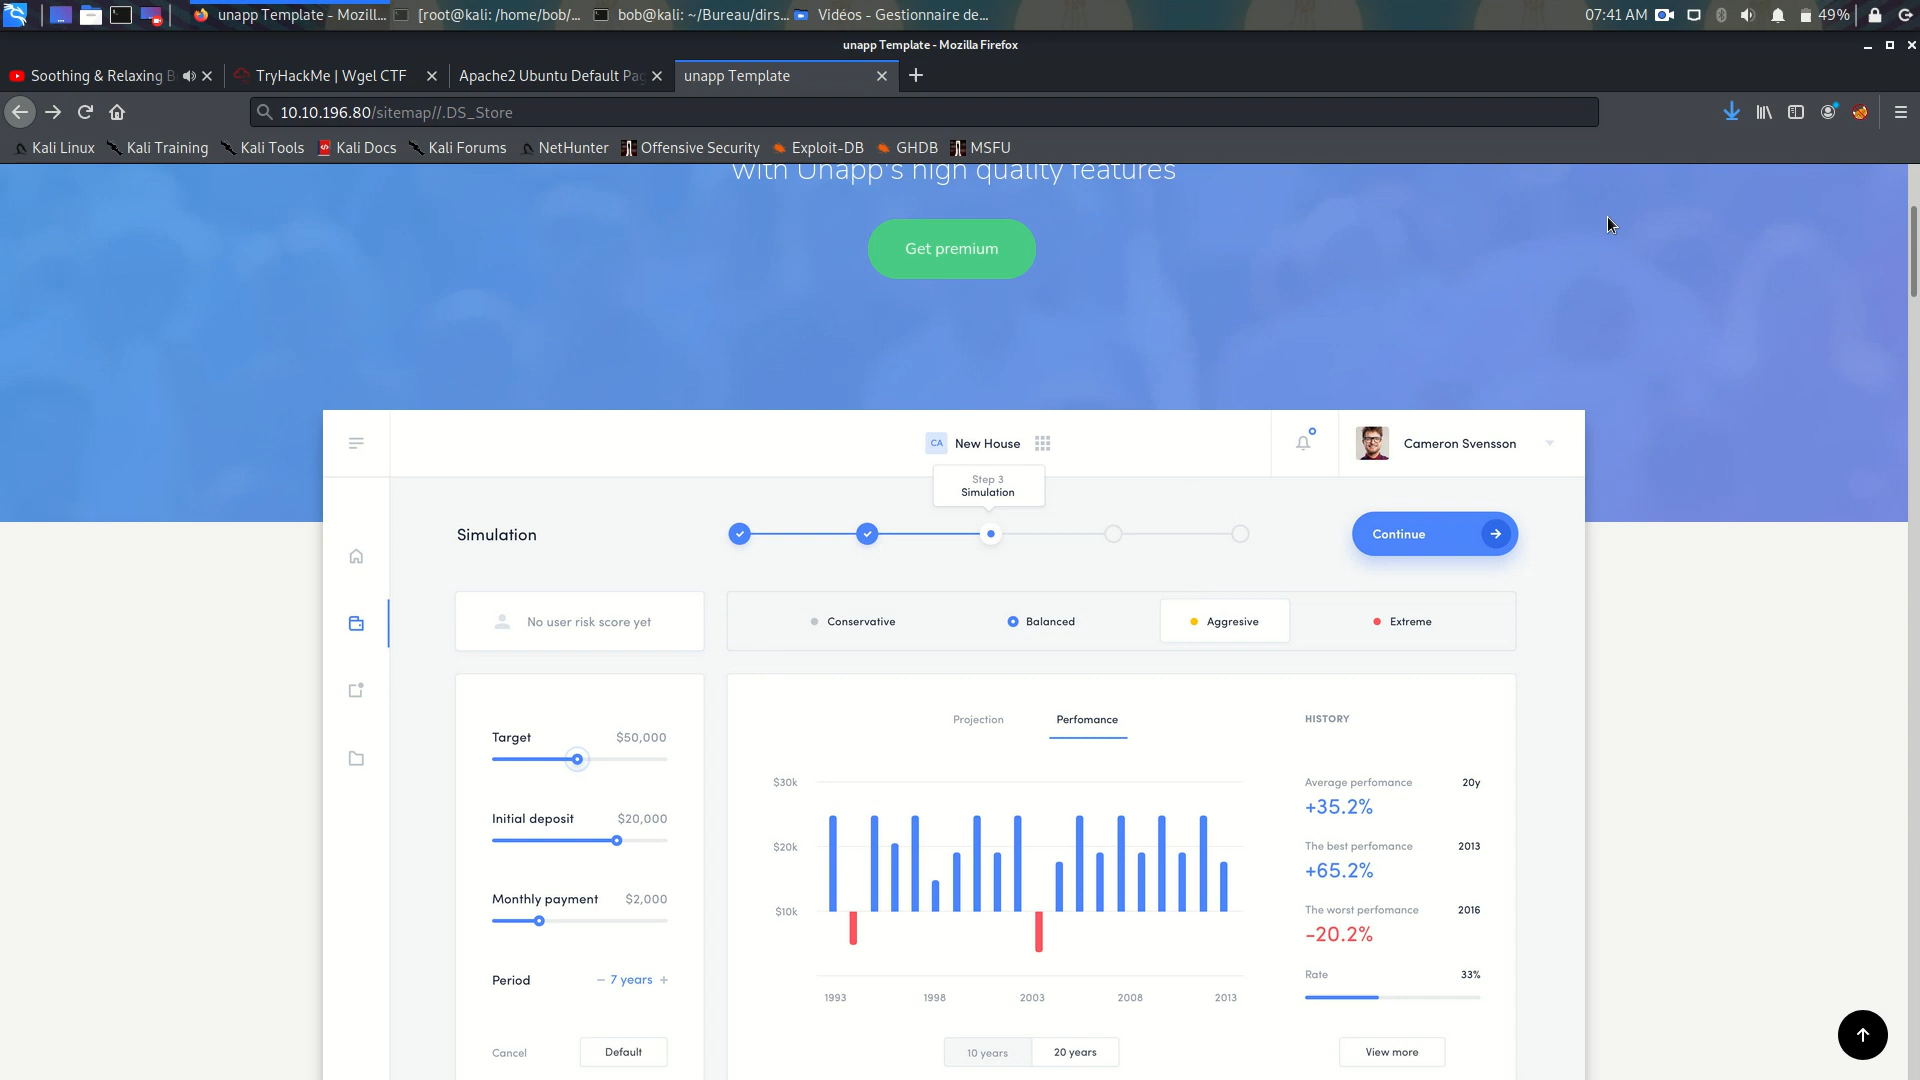 unapp Template - Mozill...
[root@kali: /home/bob/...
bob@kali: ~/Bureau/dirs...
Vidéos - Gestionnaire de...
07:41 AM
49%
unapp Template - Mozilla Firefox
Soothing & Relaxing B
TryHackMe | Wgel CTF
Apache2 Ubuntu Default Pag
unapp Template
10.10.196.80/sitemap//.DS_Store
Kali Linux
Kali Training
Kali Tools
Kali Docs
Kali Forums
NetHunter
Offensive Security
Exploit-DB
GHDB
MSFU
with Unapp's high quality features
Get premium
CA
New House
Cameron Svensson
Step 3
Simulation
Simulation
Continue
No user risk score yet
Conservative
Balanced
Aggresive
Extreme
Target
$50,000
Initial deposit
$20,000
Monthly payment
$2,000
Period
− 7 years +
Cancel
Default
Projection
Perfomance
$30k
$20k
$10k
1993
1998
2003
2008
2013
10 years
20 years
HISTORY
Average perfomance
20y
+35.2%
The best perfomance
2013
+65.2%
The worst perfomance
2016
-20.2%
Rate
33%
View more